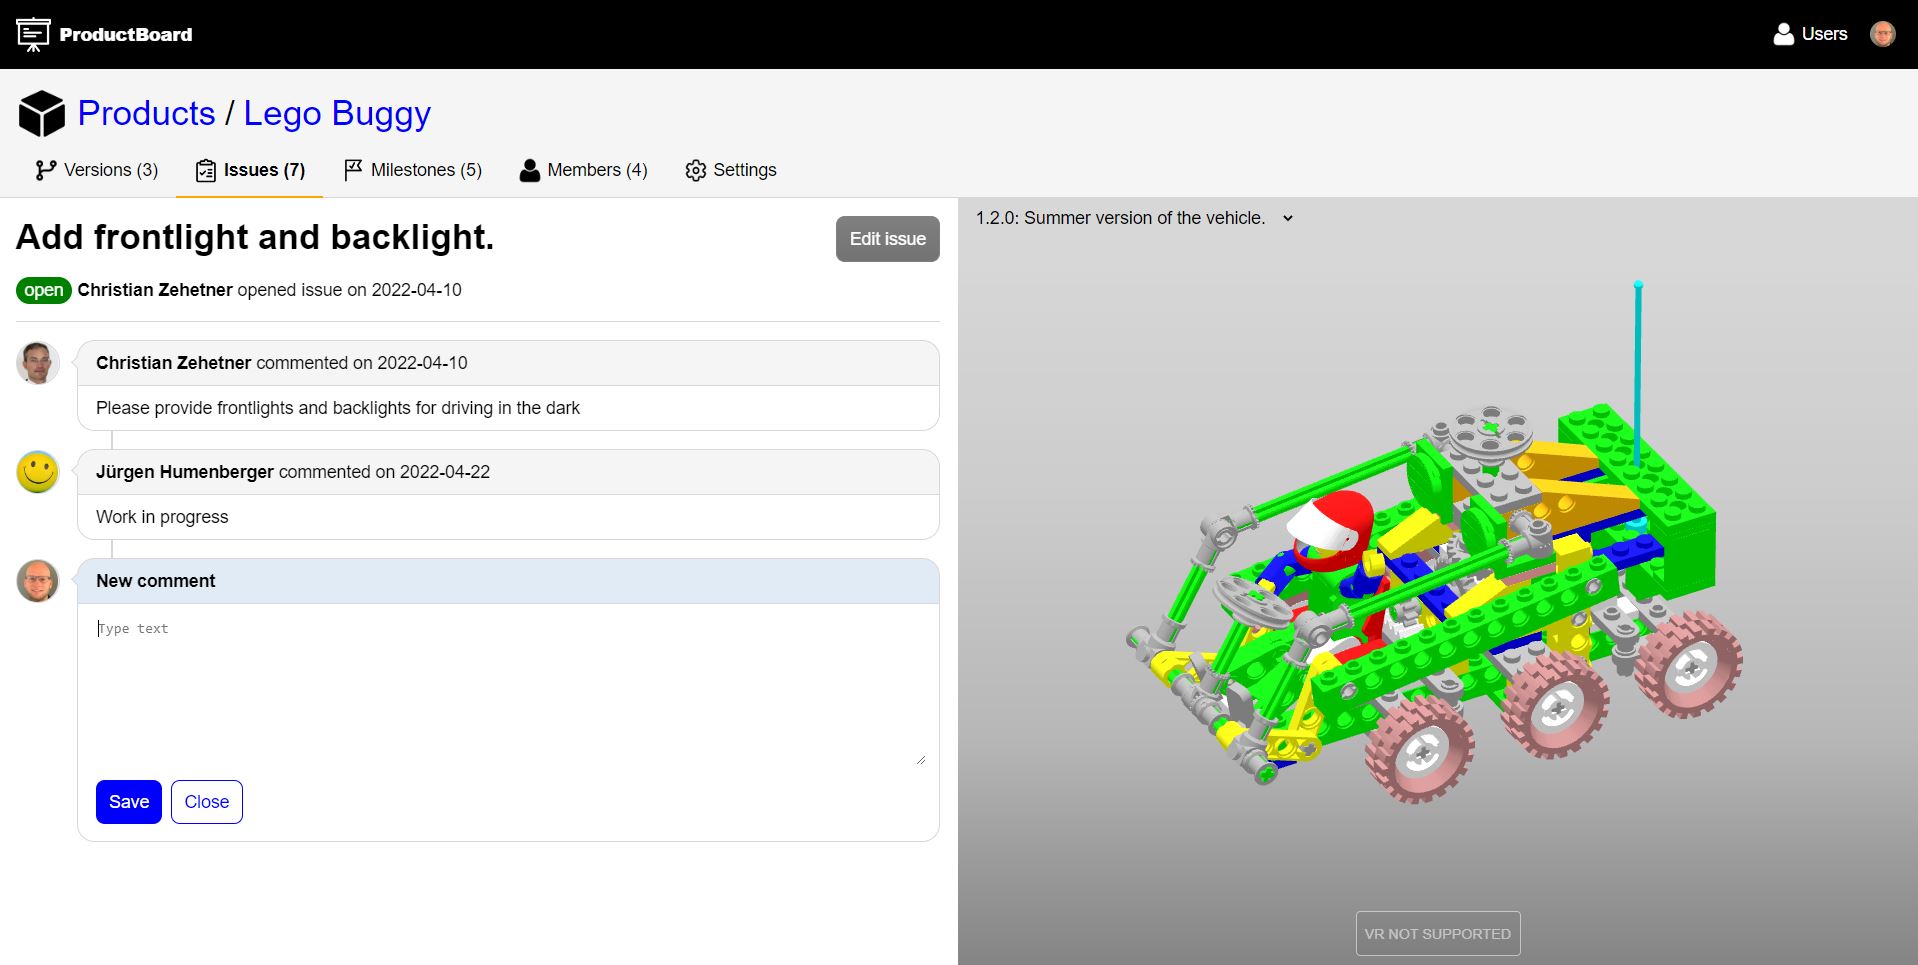 ProductBoard
Users
Products / Lego Buggy
Versions (3)
Issues (7)
Milestones (5)
Members (4)
Settings
Add frontlight and backlight.
Edit issue
open Christian Zehetner opened issue on 2022-04-10
Christian Zehetner commented on 2022-04-10
Please provide frontlights and backlights for driving in the dark
Jürgen Humenberger commented on 2022-04-22
Work in progress
New comment
Type text
Save
Close
1.2.0: Summer version of the vehicle.
VR NOT SUPPORTED